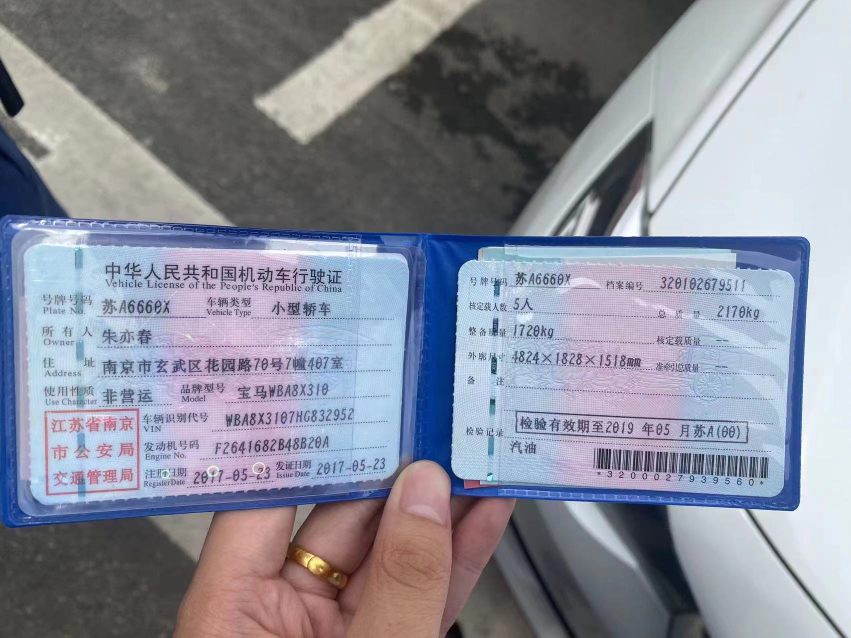 中华人民共和国机动车行驶证
Vehicle License of the People's Republic of China
号牌号码 Plate No. 苏A6660X 车辆类型 Vehicle Type 小型轿车
所有人 Owner 朱亦春
住址 Address 南京市玄武区花园路70号7幢407室
使用性质 Use Character 非营运 品牌型号 Model 宝马WBA8X310
江苏省南京
市公安局
交通管理局
车辆识别代号 VIN WBA8X3107HG832952
发动机号码 Engine No. F2641682B48B20A
注册日期 Register Date 2017-05-23 发证日期 Issue Date 2017-05-23
号牌号码 苏A6660X 档案编号 320102679511
核定载人数 5人 总质量 2170kg
整备质量 1720kg 核定载质量 --
外廓尺寸 4824×1828×1518mm 准牵引总质量 --
备注
检验记录 检验有效期至2019年05月苏A(00)
汽油
*3200027939560*